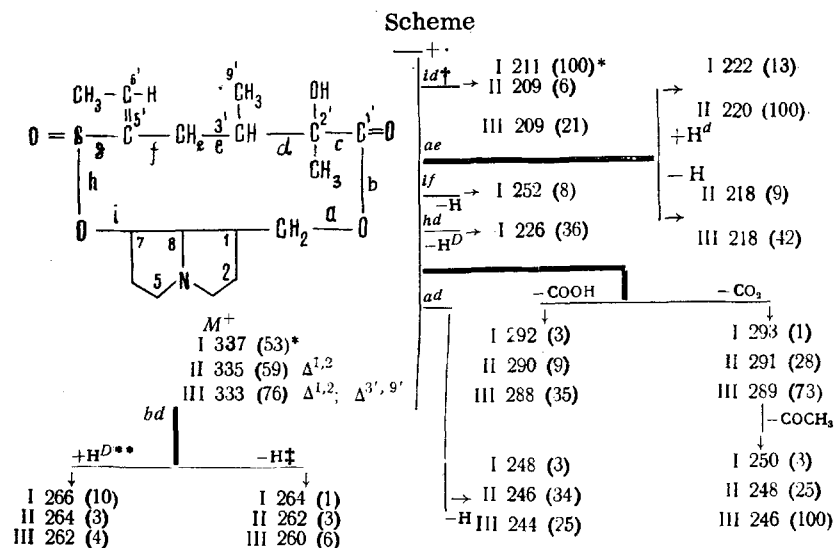 Scheme
+·
OH
CH₃—C—H
6'
9'
CH₃
O=S
5'
3'
2'
1'
C
CH₂
CH
C
C=O
g
f
e
d
c
CH₃
h
b
O
i
a
7
8
1
CH₂
O
5
N
2
M⁺
I 337 (53)*
II 335 (59) Δ¹,²
III 333 (76) Δ¹,²; Δ³',⁹'
id†
I 211 (100)*
II 209 (6)
III 209 (21)
ae
I 222 (13)
II 220 (100)
+Hᵈ
−H
II 218 (9)
III 218 (42)
if
−H
I 252 (8)
hd
−Hᴰ
I 226 (36)
ad
−COOH
−CO₂
I 292 (3)
II 290 (9)
III 288 (35)
I 293 (1)
II 291 (28)
III 289 (73)
−COCH₃
I 248 (3)
II 246 (34)
−H
III 244 (25)
I 250 (3)
II 248 (25)
III 246 (100)
bd
+Hᴰ**
−H‡
I 266 (10)
II 264 (3)
III 262 (4)
I 264 (1)
II 262 (3)
III 260 (6)